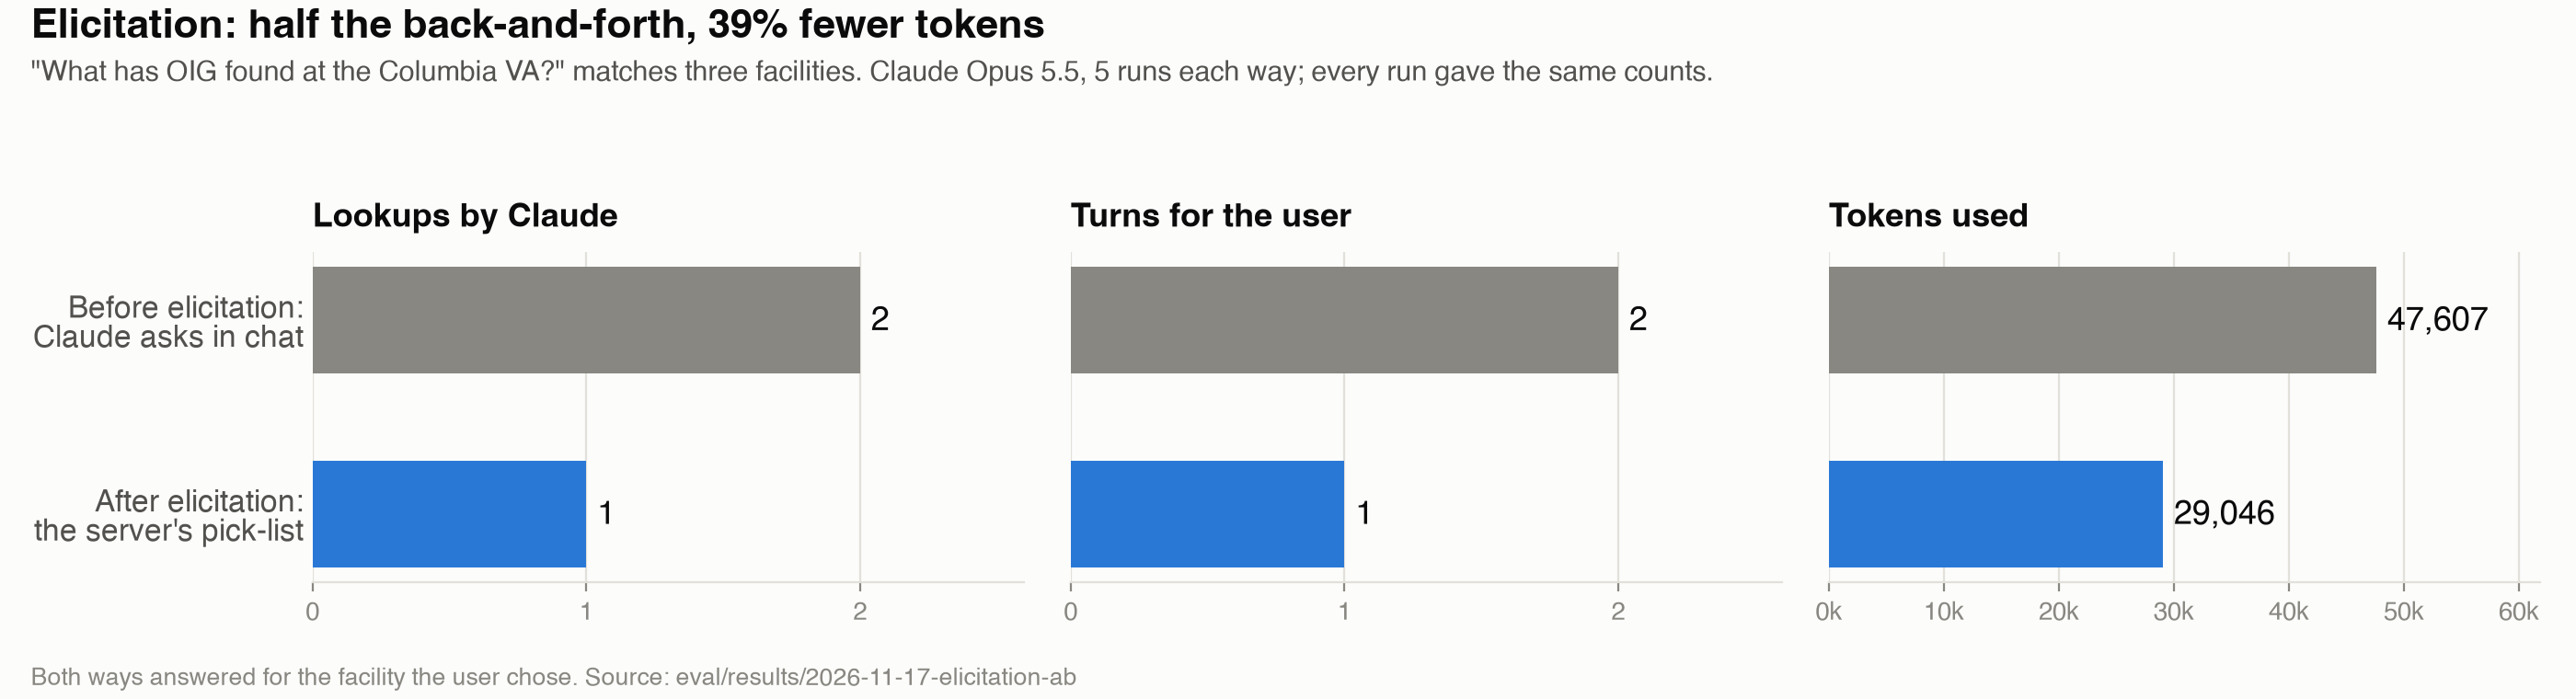 Elicitation: half the back-and-forth, 39% fewer tokens
"What has OIG found at the Columbia VA?" matches three facilities. Claude Opus 5.5, 5 runs each way; every run gave the same counts.
Lookups by Claude
Turns for the user
Tokens used
Before elicitation:
Claude asks in chat
2
2
47,607
After elicitation:
the server's pick-list
1
1
29,046
0 1 2
0 1 2
0k 10k 20k 30k 40k 50k 60k
Both ways answered for the facility the user chose. Source: eval/results/2026-11-17-elicitation-ab